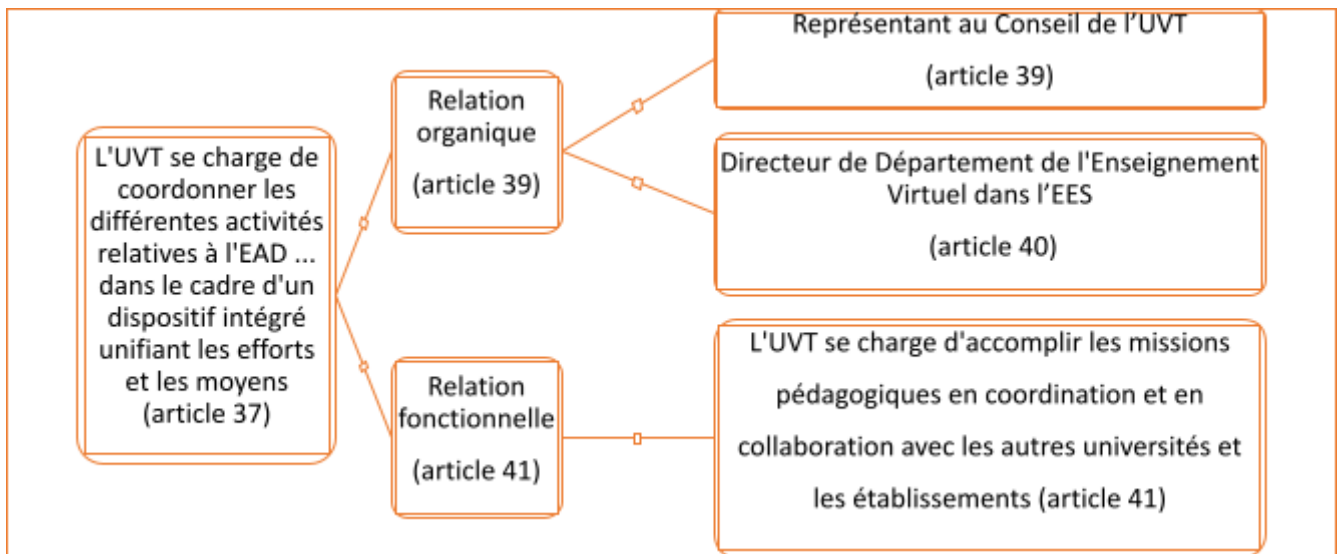 L'UVT se charge de
coordonner les
différentes activités
relatives à l'EAD ...
dans le cadre d'un
dispositif intégré
unifiant les efforts
et les moyens
(article 37)
Relation
organique
(article 39)
Représentant au Conseil de l’UVT
(article 39)
Directeur de Département de l'Enseignement
Virtuel dans l’EES
(article 40)
Relation
fonctionnelle
(article 41)
L'UVT se charge d'accomplir les missions
pédagogiques en coordination et en
collaboration avec les autres universités et
les établissements (article 41)